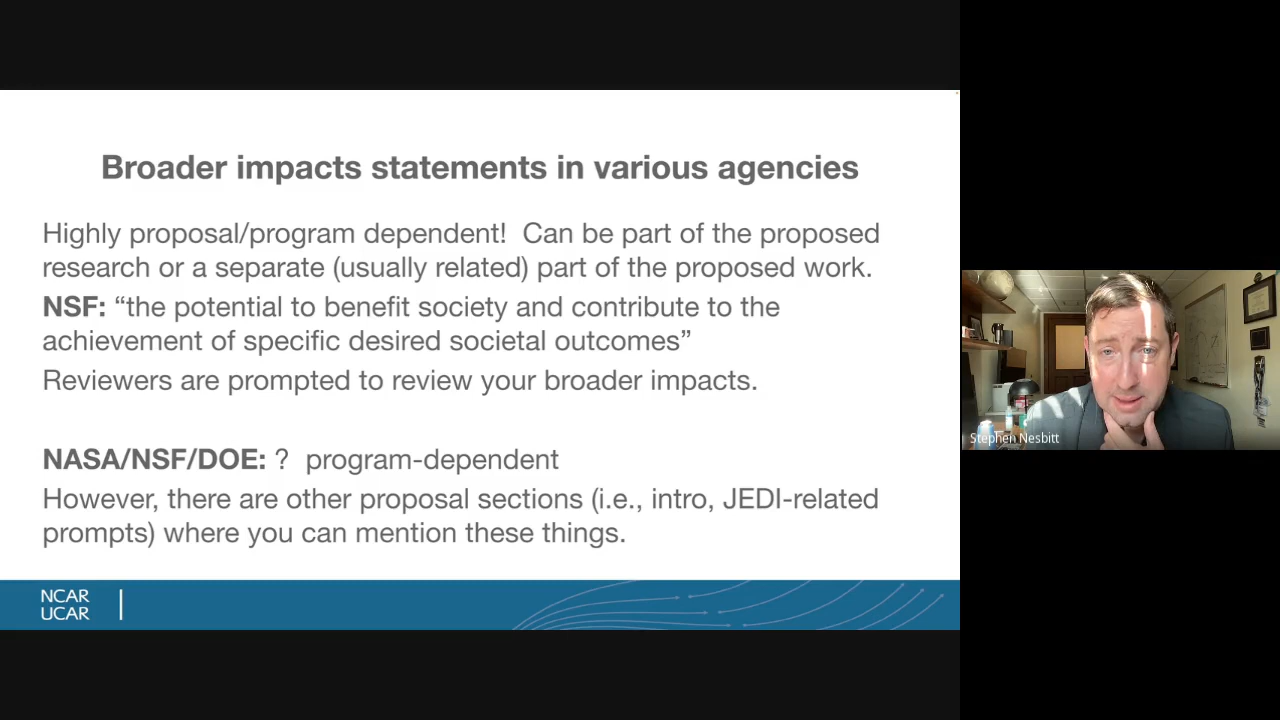 Broader impacts statements in various agencies
Highly proposal/program dependent!  Can be part of the proposed
research or a separate (usually related) part of the proposed work.
NSF: “the potential to benefit society and contribute to the
achievement of specific desired societal outcomes”
Reviewers are prompted to review your broader impacts.
NASA/NSF/DOE: ?  program-dependent
However, there are other proposal sections (i.e., intro, JEDI-related
prompts) where you can mention these things.
NCAR
UCAR
Stephen Nesbitt